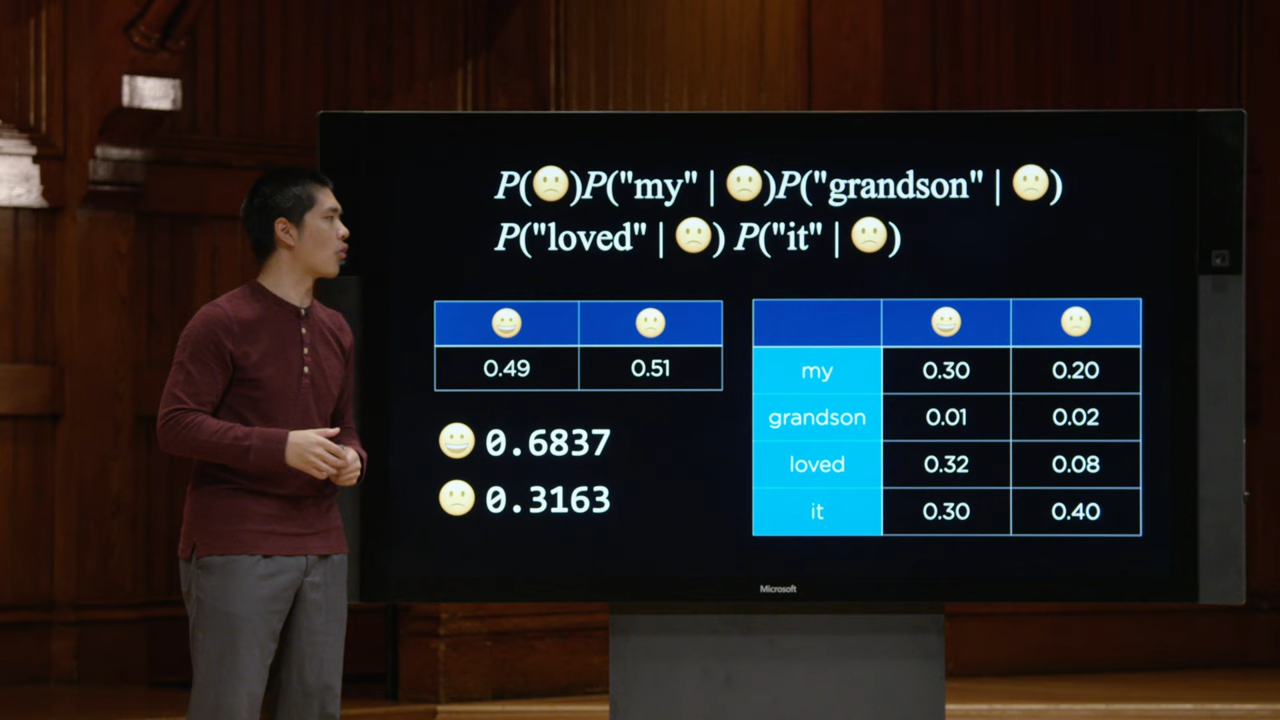 P(🙁)P("my" | 🙁)P("grandson" | 🙁)
P("loved" | 🙁) P("it" | 🙁)
😀 🙁
0.49 0.51
😀 0.6837
🙁 0.3163
😀 🙁
my 0.30 0.20
grandson 0.01 0.02
loved 0.32 0.08
it 0.30 0.40
Microsoft